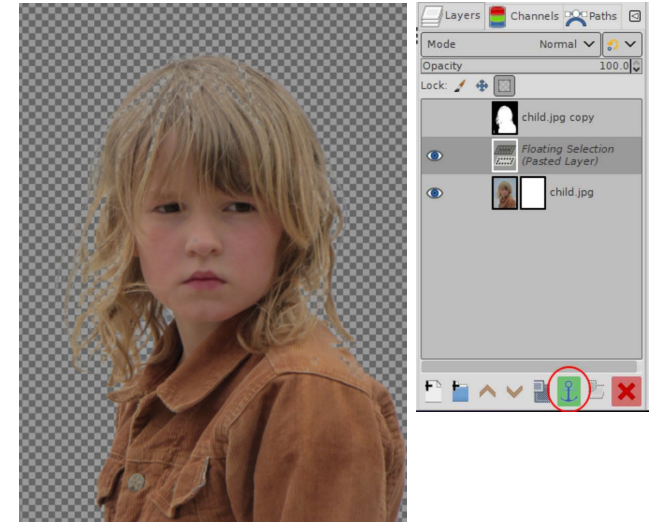 Layers Channels Paths
Mode Normal
Opacity 100.0
Lock:
child.jpg copy
Floating Selection
(Pasted Layer)
child.jpg